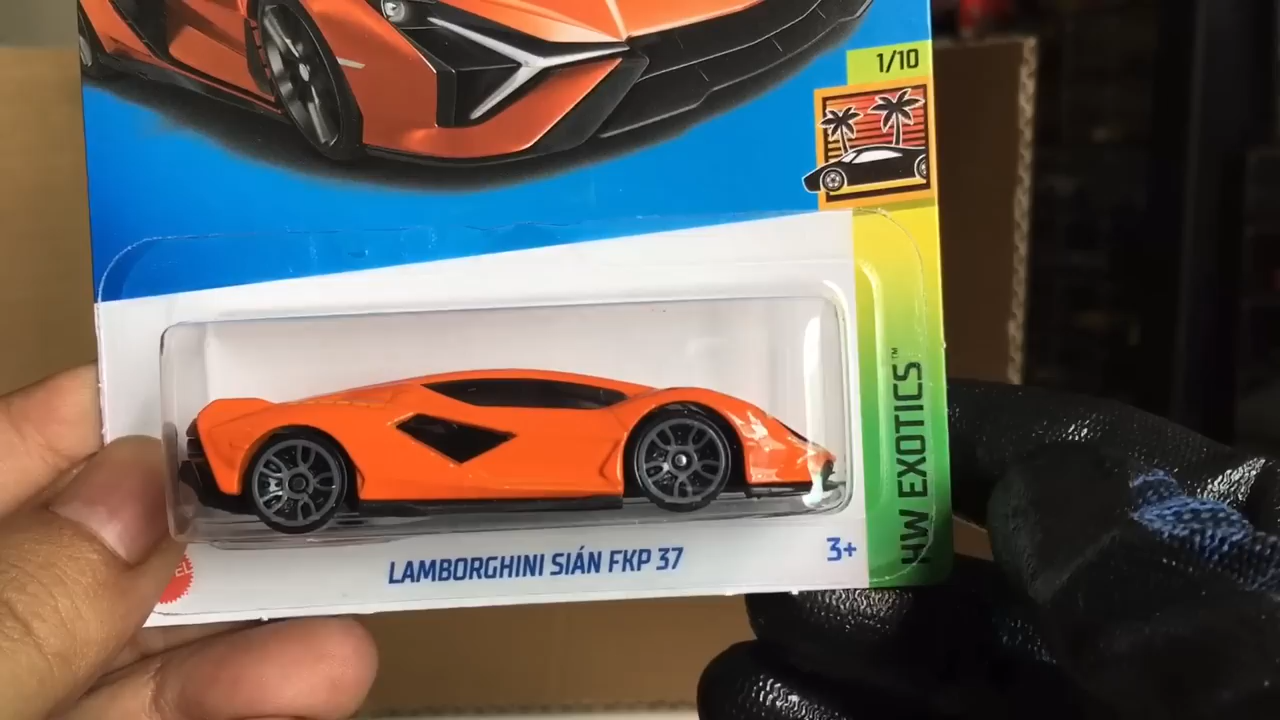 1/10
HW EXOTICS™
LAMBORGHINI SIÁN FKP 37
3+